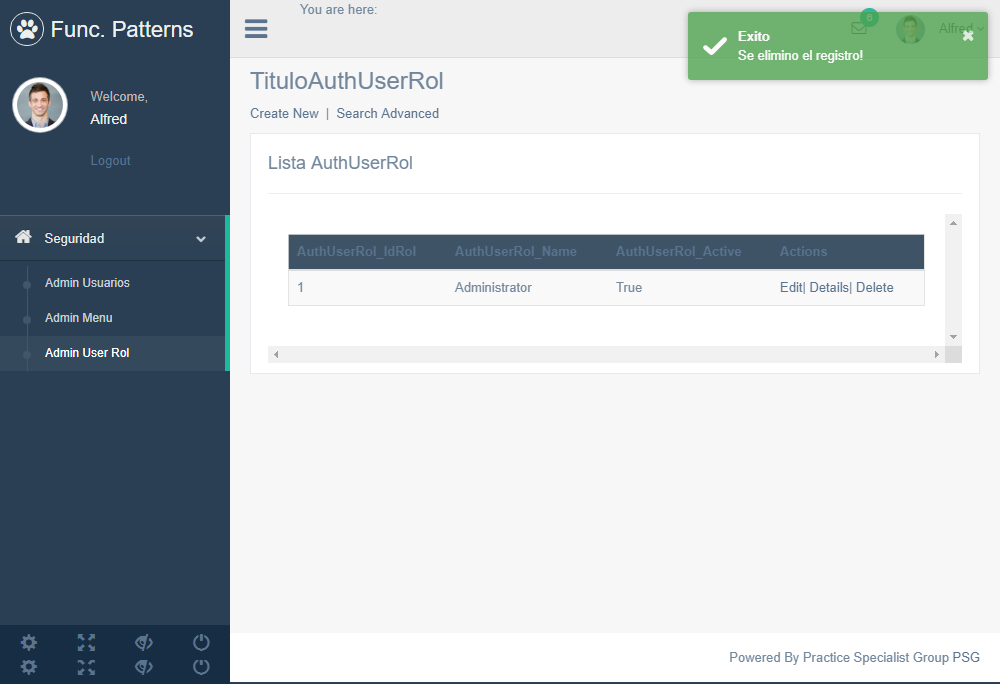 Func. Patterns
Welcome,
Alfred
Logout
Seguridad
Admin Usuarios
Admin Menu
Admin User Rol
You are here:
6
Alfred
Exito
Se elimino el registro!
TituloAuthUserRol
Create New | Search Advanced
Lista AuthUserRol
AuthUserRol_IdRol AuthUserRol_Name AuthUserRol_Active Actions
1 Administrator True Edit| Details| Delete
Powered By Practice Specialist Group PSG